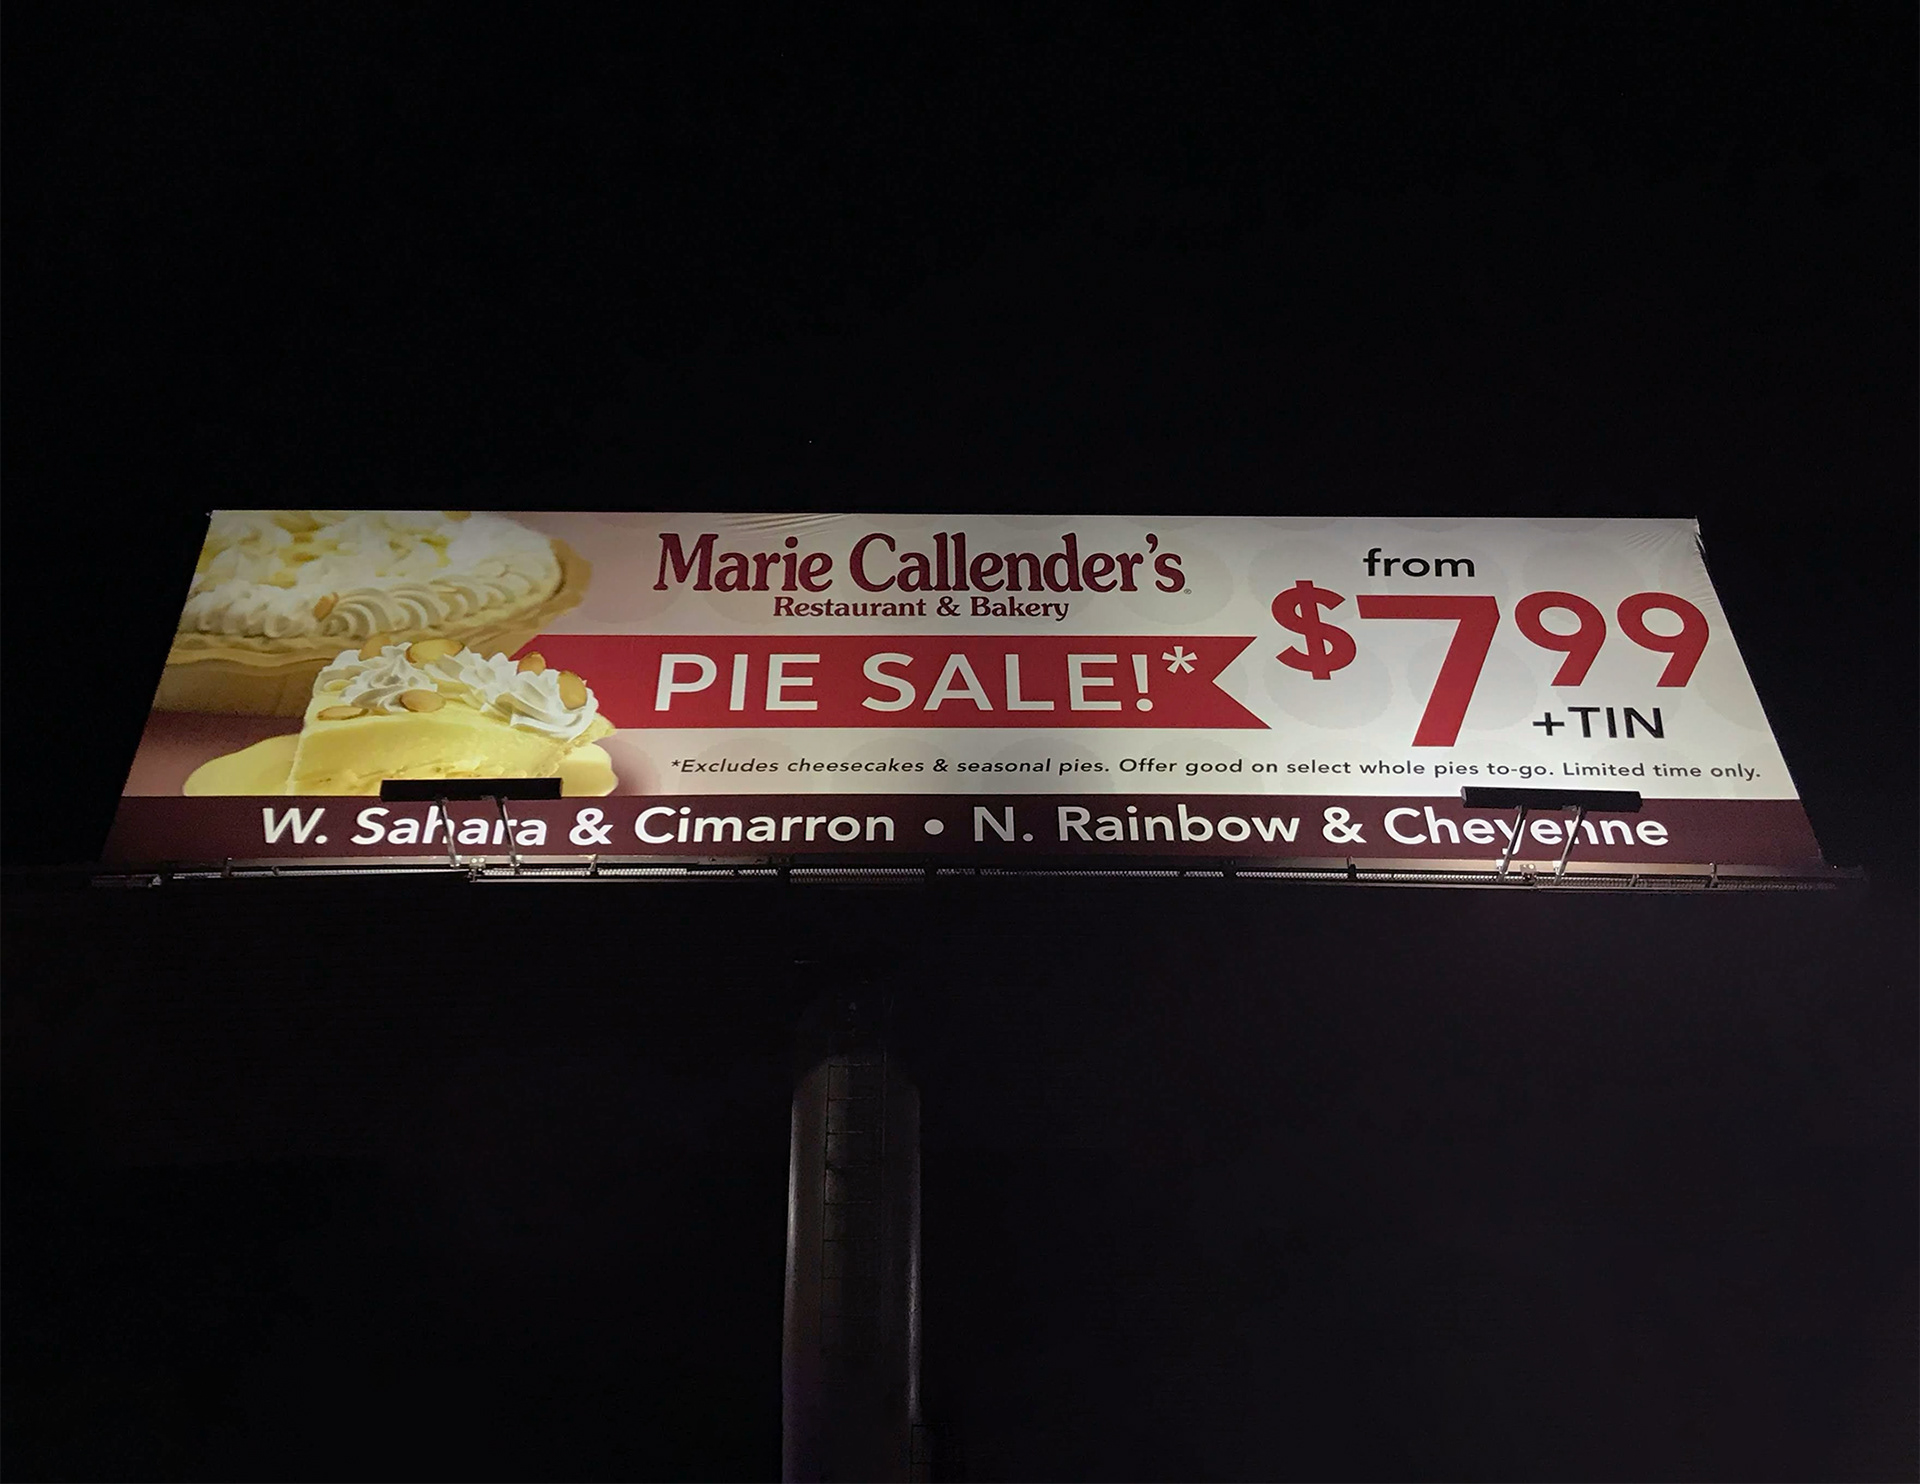 Marie Callender's
Restaurant & Bakery
PIE SALE!*
from
$7.99
+TIN
*Excludes cheesecakes & seasonal pies. Offer good on select whole pies to-go. Limited time only.
W. Sahara & Cimarron • N. Rainbow & Cheyenne